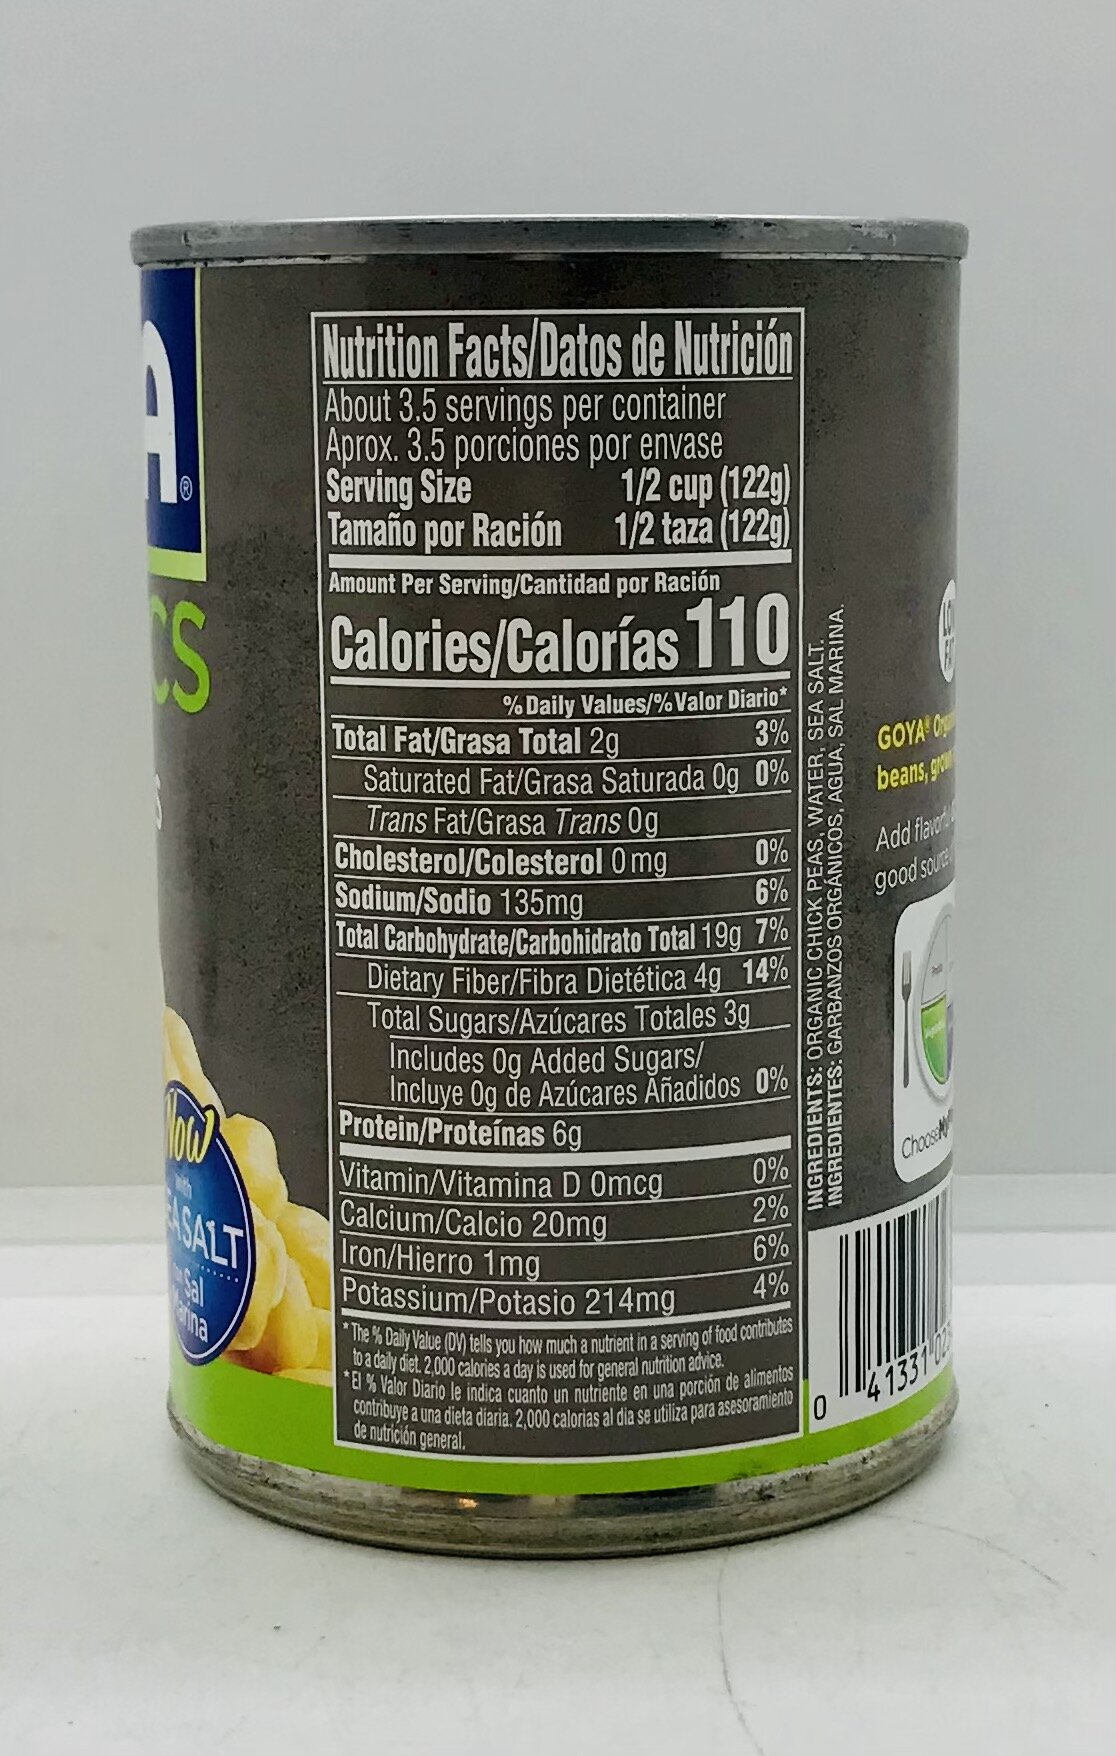 A®
CS
S
Now
with
EA SALT
Sal
Marina
Nutrition Facts/Datos de Nutrición
About 3.5 servings per container
Aprox. 3.5 porciones por envase
Serving Size 1/2 cup (122g)
Tamaño por Ración 1/2 taza (122g)
Amount Per Serving/Cantidad por Ración
Calories/Calorías 110
% Daily Values/% Valor Diario*
Total Fat/Grasa Total 2g 3%
Saturated Fat/Grasa Saturada 0g 0%
Trans Fat/Grasa Trans 0g
Cholesterol/Colesterol 0mg 0%
Sodium/Sodio 135mg 6%
Total Carbohydrate/Carbohidrato Total 19g 7%
Dietary Fiber/Fibra Dietética 4g 14%
Total Sugars/Azúcares Totales 3g
Includes 0g Added Sugars/
Incluye 0g de Azúcares Añadidos 0%
Protein/Proteínas 6g
Vitamin/Vitamina D 0mcg 0%
Calcium/Calcio 20mg 2%
Iron/Hierro 1mg 6%
Potassium/Potasio 214mg 4%
*The % Daily Value (DV) tells you how much a nutrient in a serving of food contributes
to a daily diet. 2,000 calories a day is used for general nutrition advice.
*El % Valor Diario le indica cuanto un nutriente en una porción de alimentos
contribuye a una dieta diaria. 2,000 calorias al dia se utiliza para asesoramiento
de nutrición general.
INGREDIENTS: ORGANIC CHICK PEAS, WATER, SEA SALT.
INGREDIENTES: GARBANZOS ORGÁNICOS, AGUA, SAL MARINA.
GOYA®
beans,
Add
good
Choose
0 41331